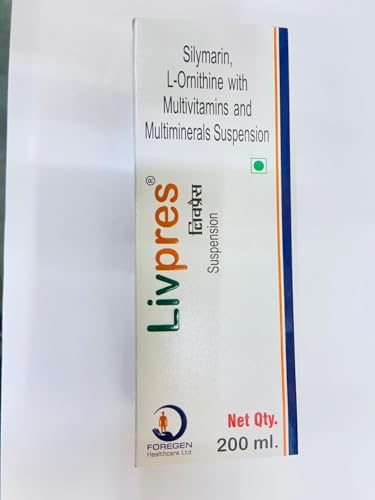 Silymarin,
L-Ornithine with
Multivitamins and
Multiminerals Suspension
Livpres®
लिवप्रेस
Suspension
FOREGEN
Healthcare Ltd
Net Qty.
200 ml.